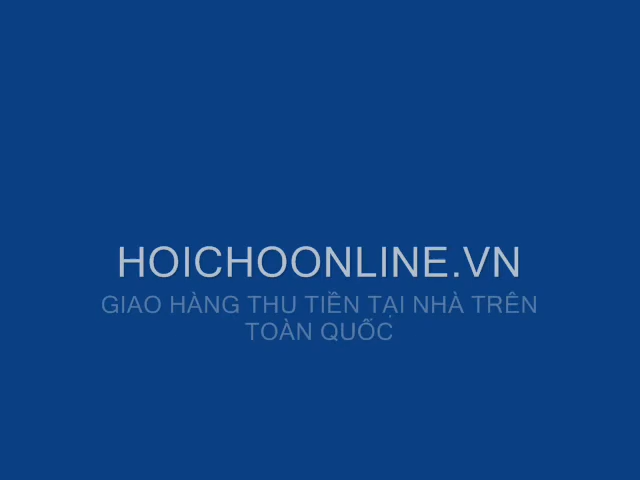 HOICHOONLINE.VN
GIAO HÀNG THU TIỀN TẠI NHÀ TRÊN
TOÀN QUỐC